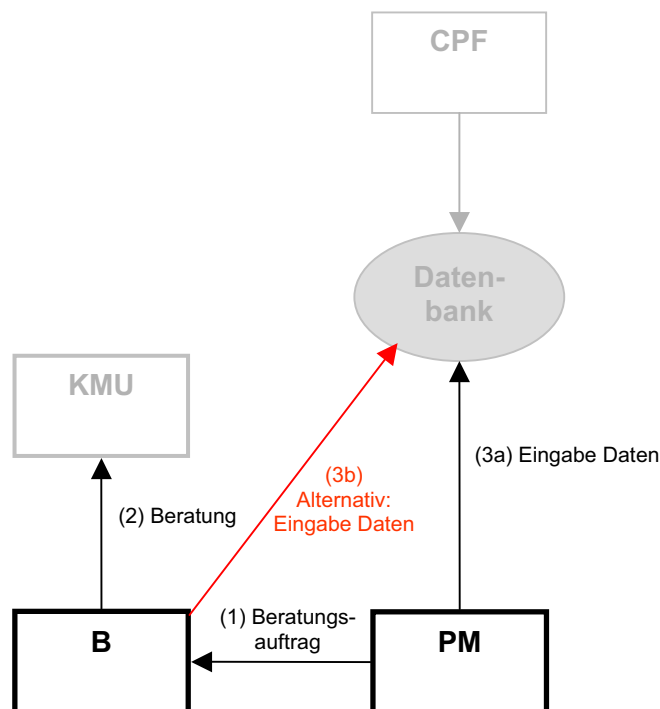 CPF
Daten-
bank
KMU
(3a) Eingabe Daten
(3b)
Alternativ:
Eingabe Daten
(2) Beratung
(1) Beratungs-
auftrag
B
PM